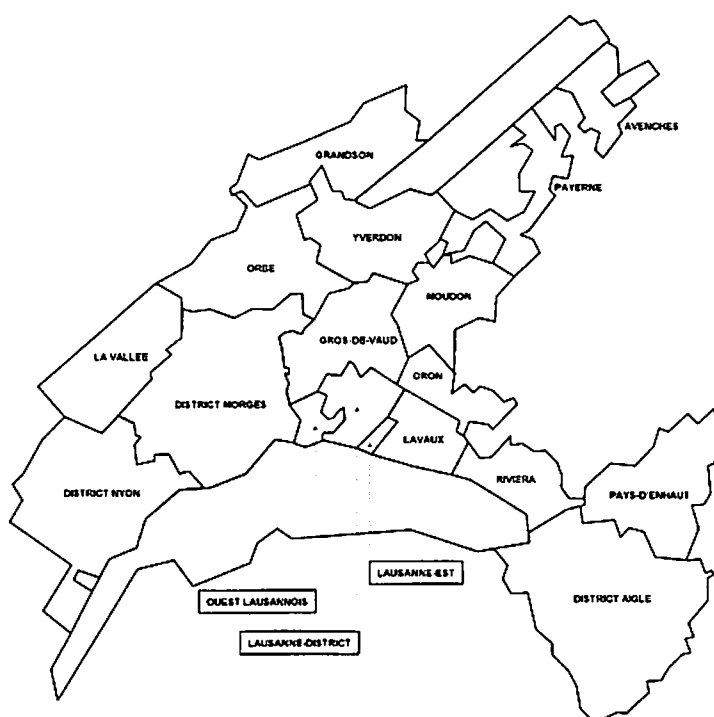 AVENCHES
GRANDSON
PAYERNE
YVERDON
ORBE
MOUDON
GROS-DE-VAUD
LA VALLEE
ORON
DISTRICT MORGES
LAVAUX
RIVIERA
DISTRICT NYON
PAYS-D'ENHAUT
LAUSANNE-EST
OUEST LAUSANNOIS
DISTRICT AIGLE
LAUSANNE-DISTRICT